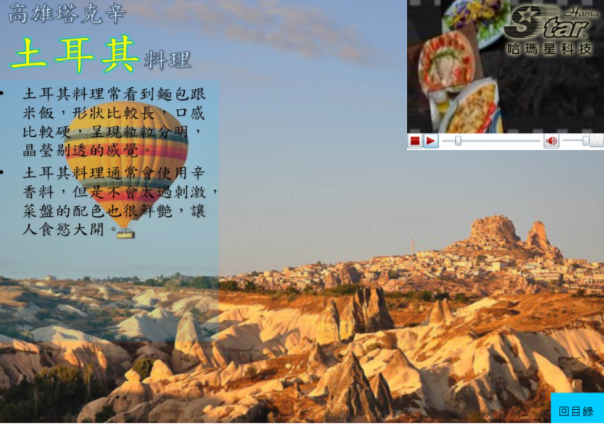 高雄塔克辛
土耳其料理
• 土耳其料理常看到麵包跟
米飯，形狀比較長，口感
比較硬，呈現粒粒分明，
晶瑩剔透的感覺。
• 土耳其料理通常會使用辛
香料，但是不會太過刺激，
菜盤的配色也很鮮艷，讓
人食慾大開。
Hama
Star
哈瑪星科技
回目錄